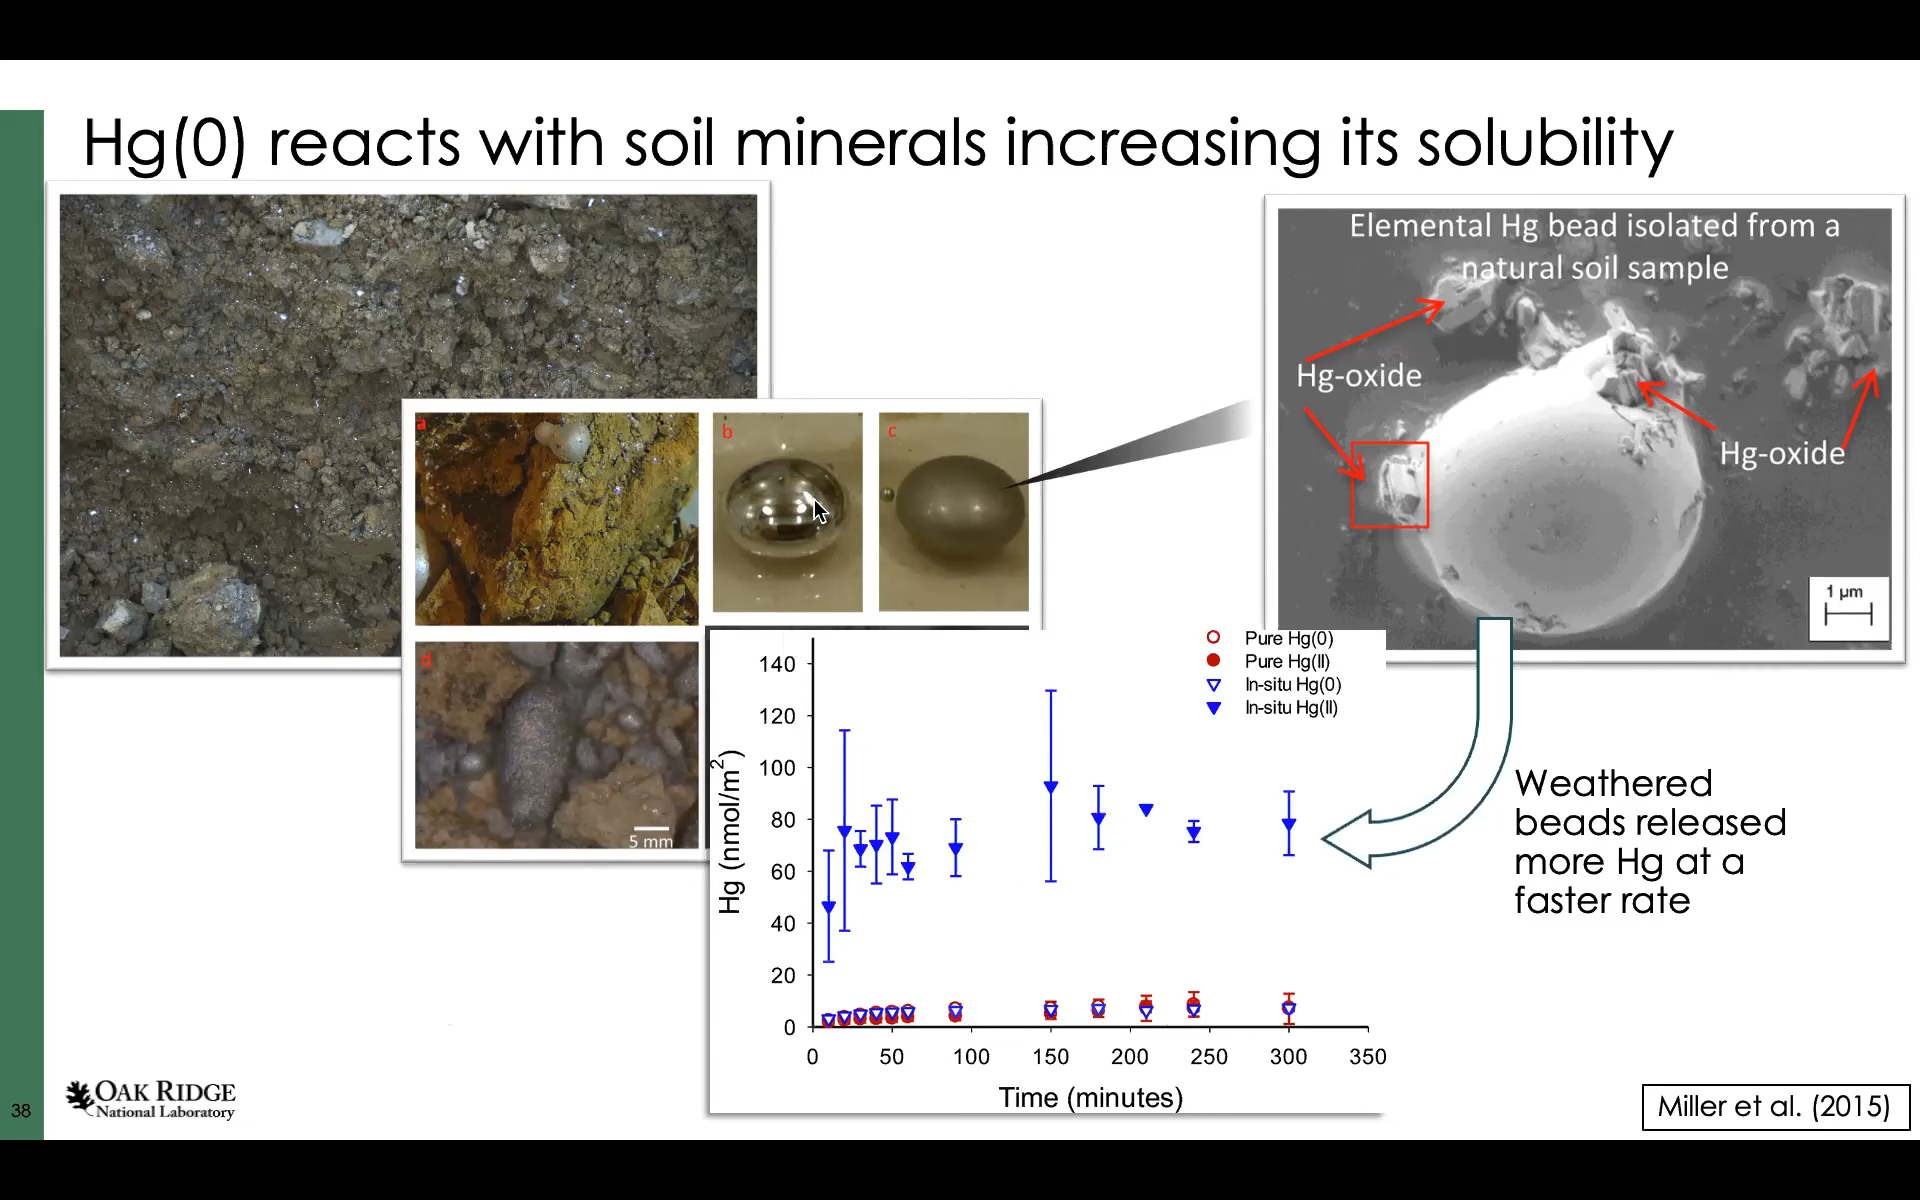 Hg(0) reacts with soil minerals increasing its solubility
Elemental Hg bead isolated from a
natural soil sample
Hg-oxide
Hg-oxide
1 µm
a
b
c
d
5 mm
Pure Hg(0)
Pure Hg(II)
In-situ Hg(0)
In-situ Hg(II)
Hg (nmol/m²)
140
120
100
80
60
40
20
0
0 50 100 150 200 250 300 350
Time (minutes)
Weathered
beads released
more Hg at a
faster rate
38
OAK RIDGE
National Laboratory
Miller et al. (2015)